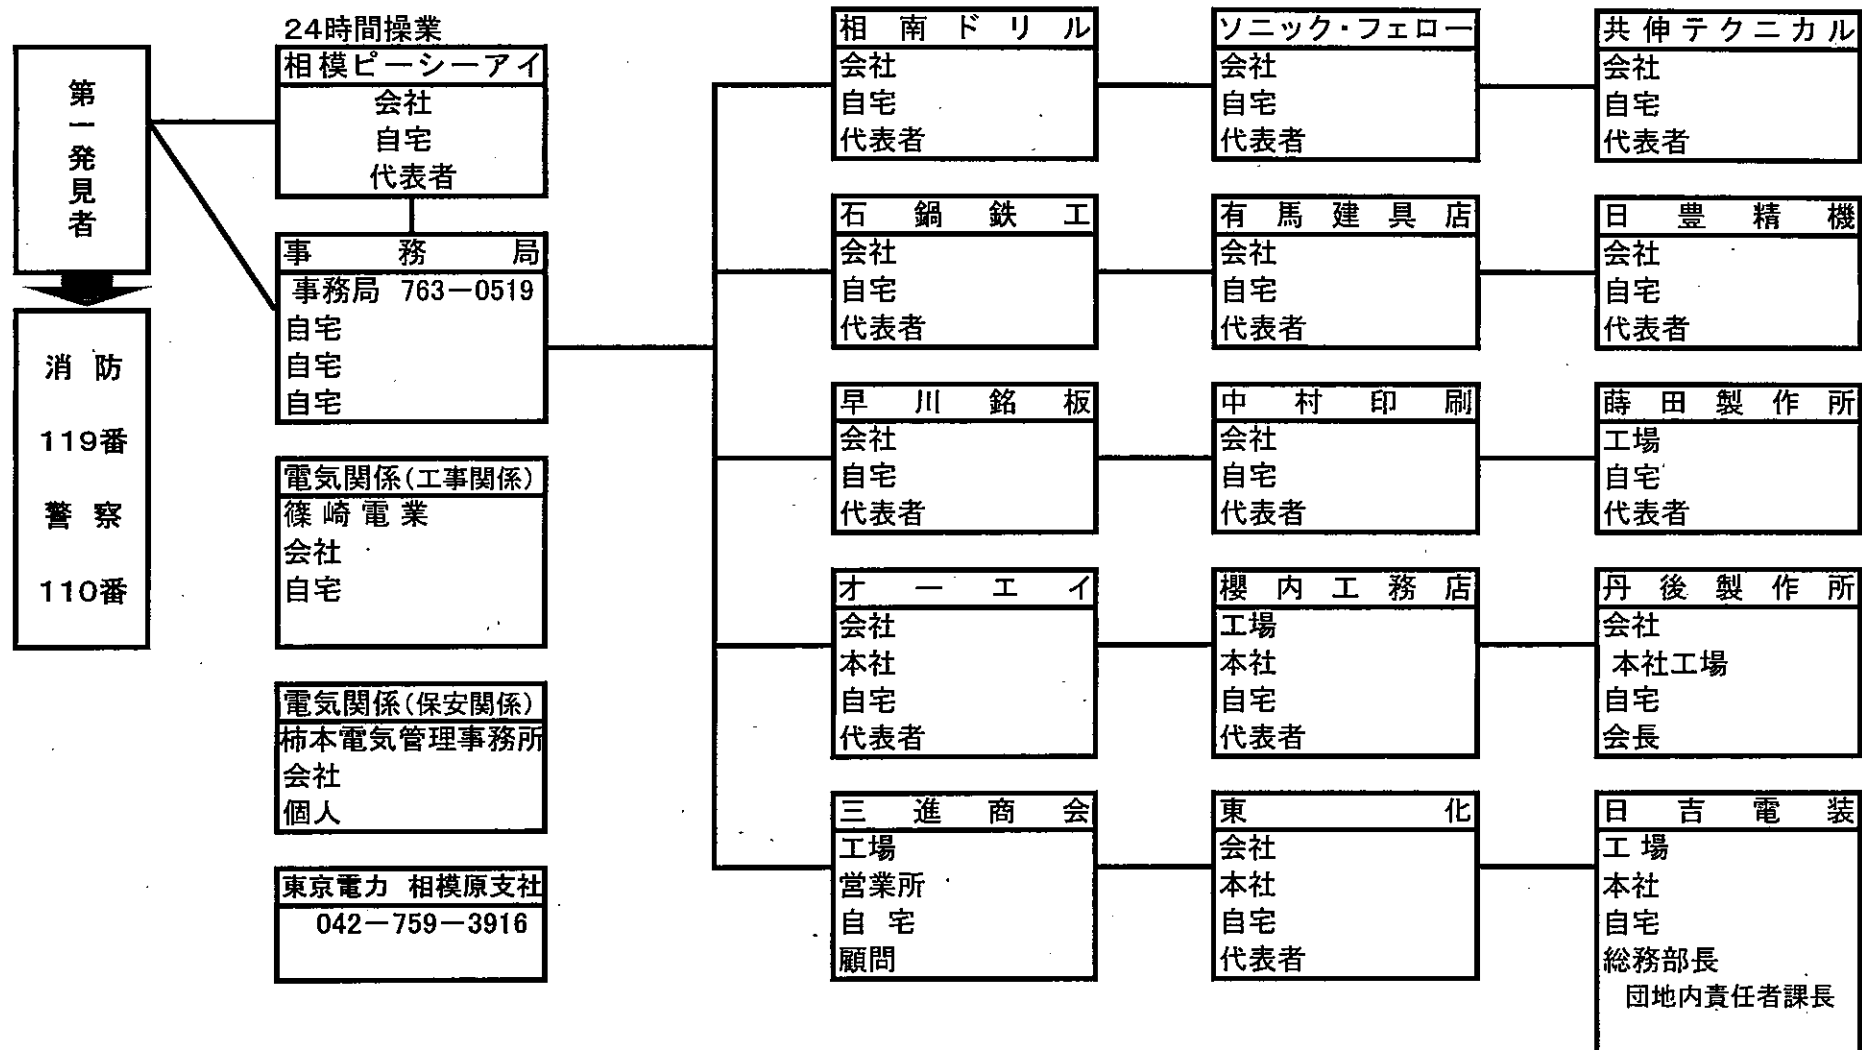 第一発見者
消 防
119番
警 察
110番
24時間操業
相模ピーシーアイ
会社
自宅
代表者
事 務 局
事務局 763-0519
自宅
自宅
自宅
電気関係(工事関係)
篠崎電業
会社
自宅
電気関係(保安関係)
柿本電気管理事務所
会社
個人
東京電力 相模原支社
042-759-3916
相南ドリル
会社
自宅
代表者
石鍋鉄工
会社
自宅
代表者
早川銘板
会社
自宅
代表者
オーエイ
会社
本社
自宅
代表者
三進商会
工場
営業所
自 宅
顧問
ソニック・フェロー
会社
自宅
代表者
有馬建具店
会社
自宅
代表者
中村印刷
会社
自宅
代表者
櫻内工務店
工場
本社
自宅
代表者
東化
会社
本社
自宅
代表者
共伸テクニカル
会社
自宅
代表者
日豊精機
会社
自宅
代表者
蒔田製作所
工場
自宅
代表者
丹後製作所
会社
本社工場
自宅
会長
日吉電装
工 場
本社
自宅
総務部長
団地内責任者課長